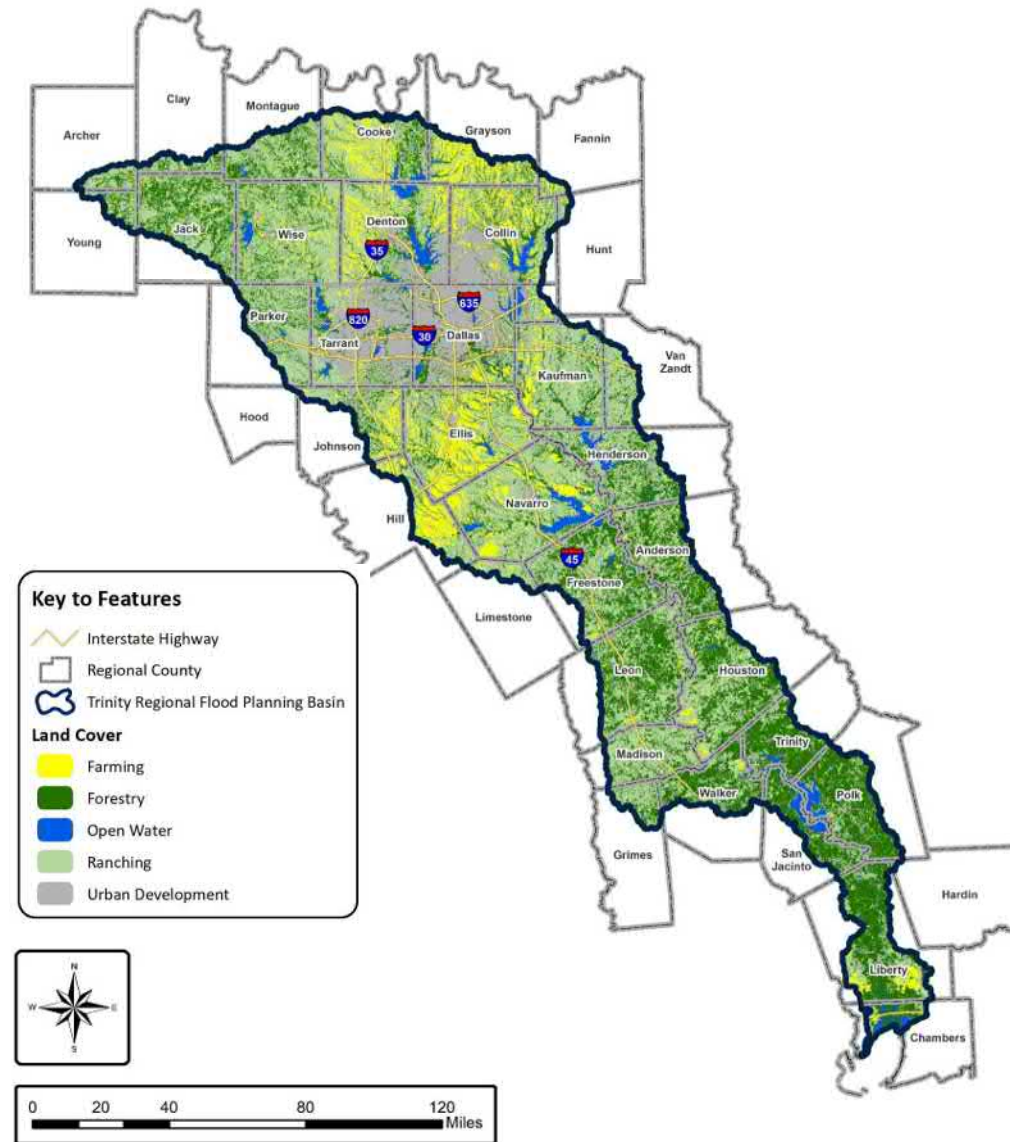 Clay
Montague
Cooke
Grayson
Fannin
Archer
Young
Jack
Wise
Denton
Collin
Hunt
35
Parker
820
Tarrant
30
635
Dallas
Kaufman
Van
Zandt
Hood
Johnson
Ellis
Henderson
Hill
Navarro
45
Anderson
Freestone
Limestone
Leon
Houston
Madison
Trinity
Walker
Polk
Grimes
San
Jacinto
Hardin
Liberty
Chambers
Key to Features
Interstate Highway
Regional County
Trinity Regional Flood Planning Basin
Land Cover
Farming
Forestry
Open Water
Ranching
Urban Development
N
W E
S
0 20 40 80 120
Miles